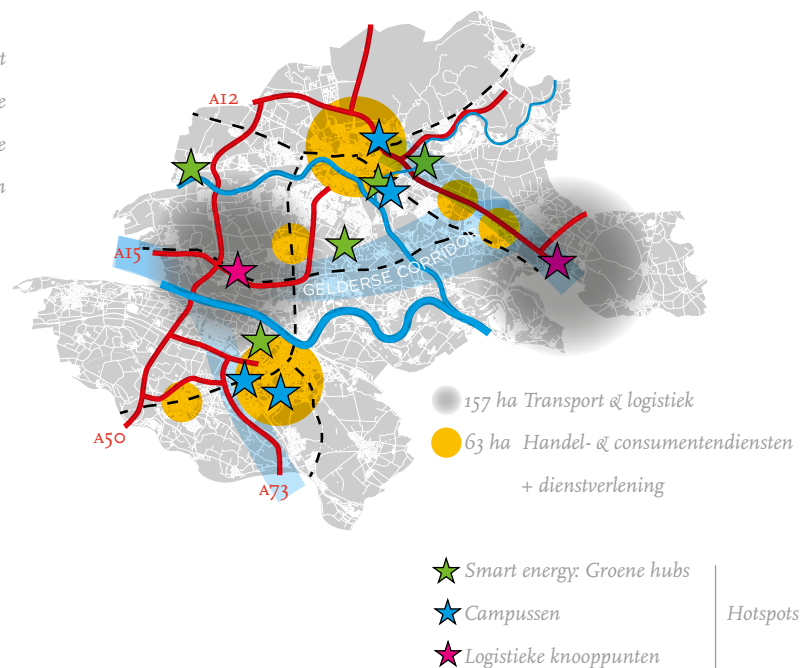 t
e
e
n
A12
A15
GELDERSE CORRIDOR
A50
A73
157 ha Transport & logistiek
63 ha Handel- & consumentendiensten
+ dienstverlening
Smart energy: Groene hubs
Campussen
Hotspots
Logistieke knooppunten